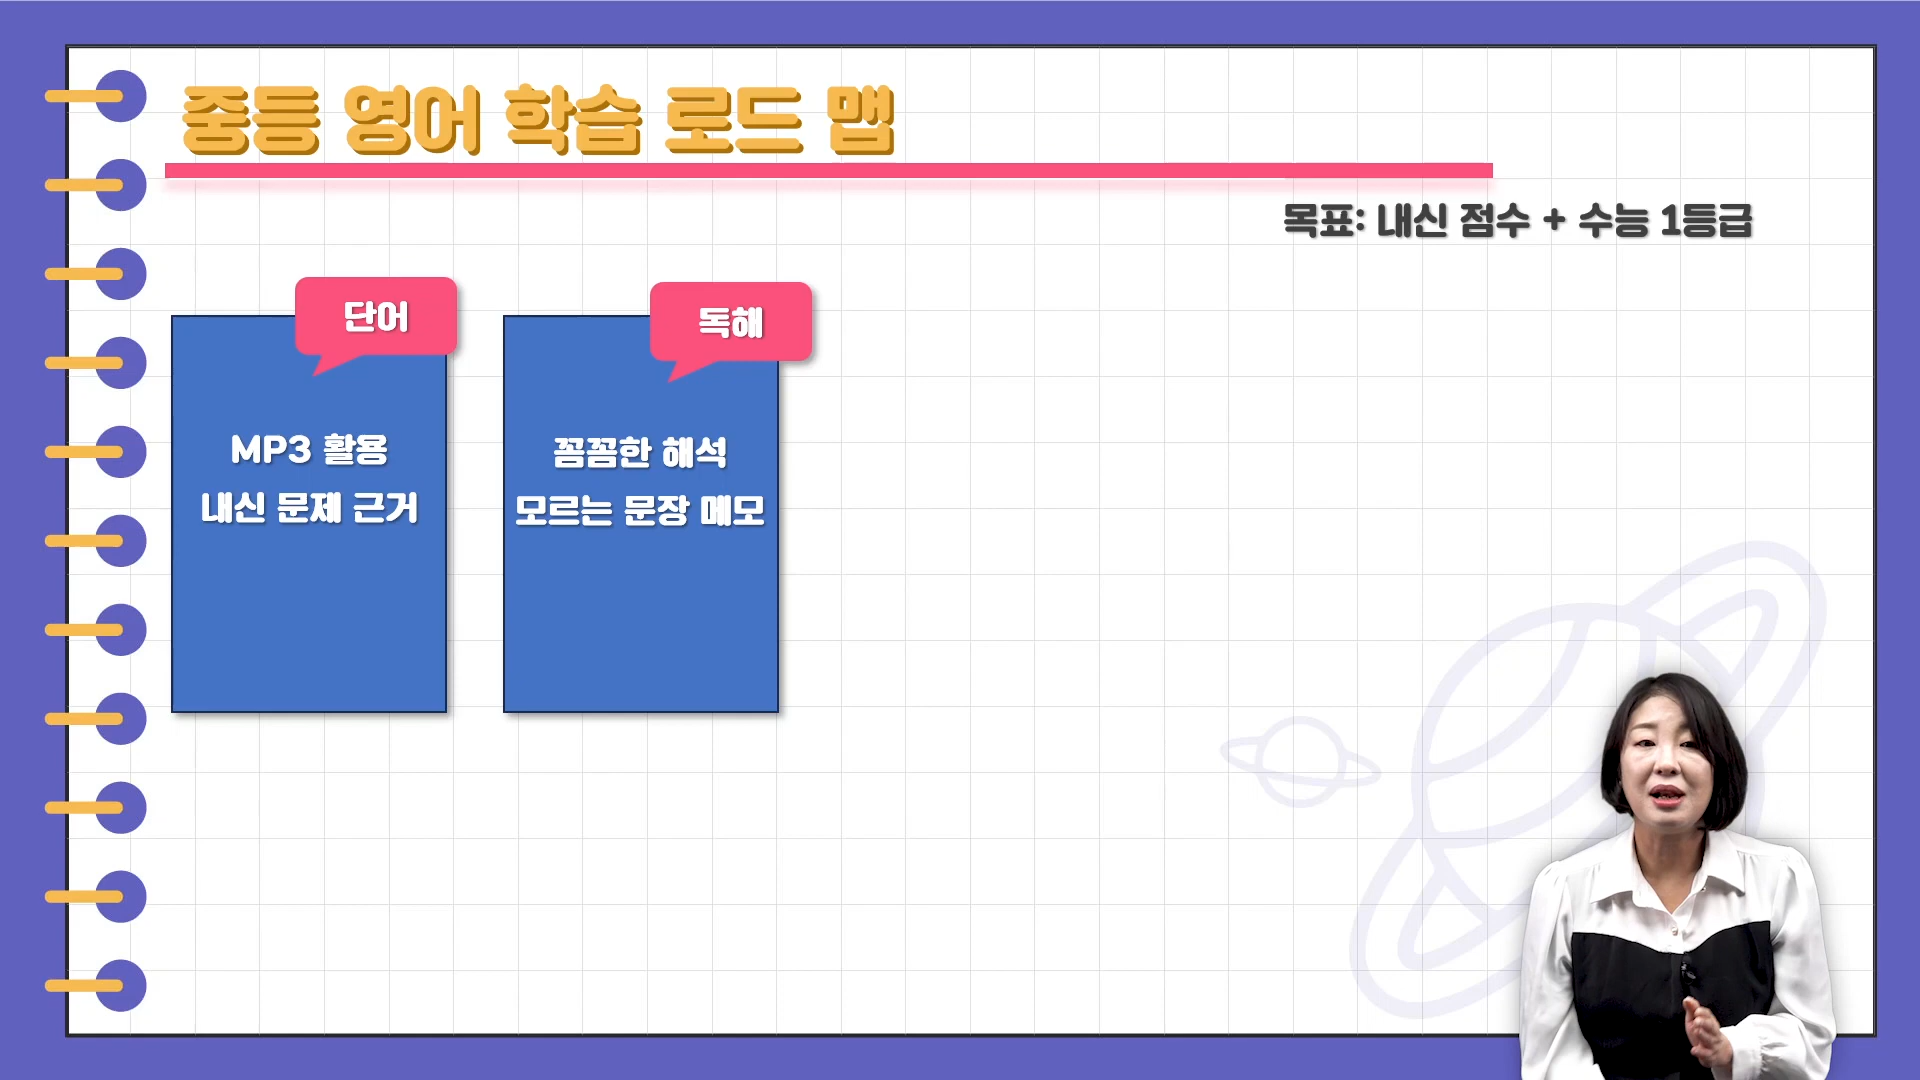 중등 영어 학습 로드 맵
목표: 내신 점수 + 수능 1등급
단어
MP3 활용
내신 문제 근거
독해
꼼꼼한 해석
모르는 문장 메모